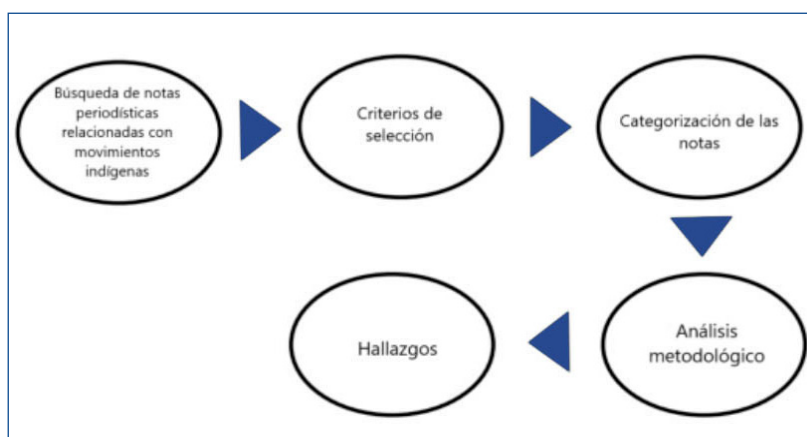 Búsqueda de notas
periodísticas
relacionadas con
movimientos
indígenas
Criterios de
selección
Categorización de las
notas
Análisis
metodológico
Hallazgos